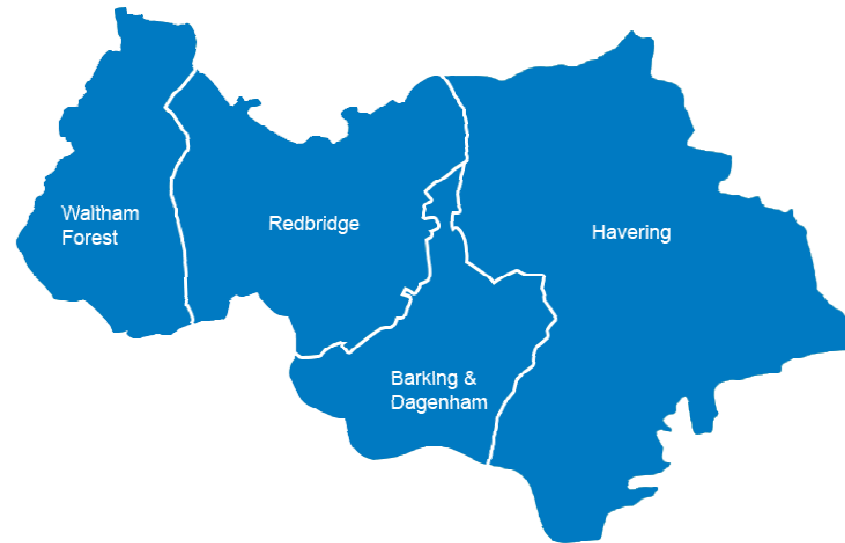 Waltham
Forest
Redbridge
Havering
Barking &
Dagenham